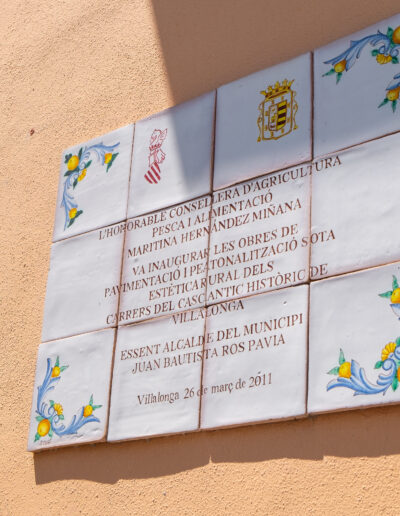 L'HONORABLE CONSELLERA D'AGRICULTURA
PESCA I ALIMENTACIÓ
MARITINA HERNÁNDEZ MIÑANA
VA INAUGURAR LES OBRES DE
PAVIMENTACIÓ I PEATONALITZACIÓ SOTA
ESTÉTICA RURAL DELS
CARRERS DEL CASC ANTIC HISTÒRIC DE
VILLALONGA
ESSENT ALCALDE DEL MUNICIPI
JUAN BAUTISTA ROS PAVIA
Villalonga 26 de març de 2011